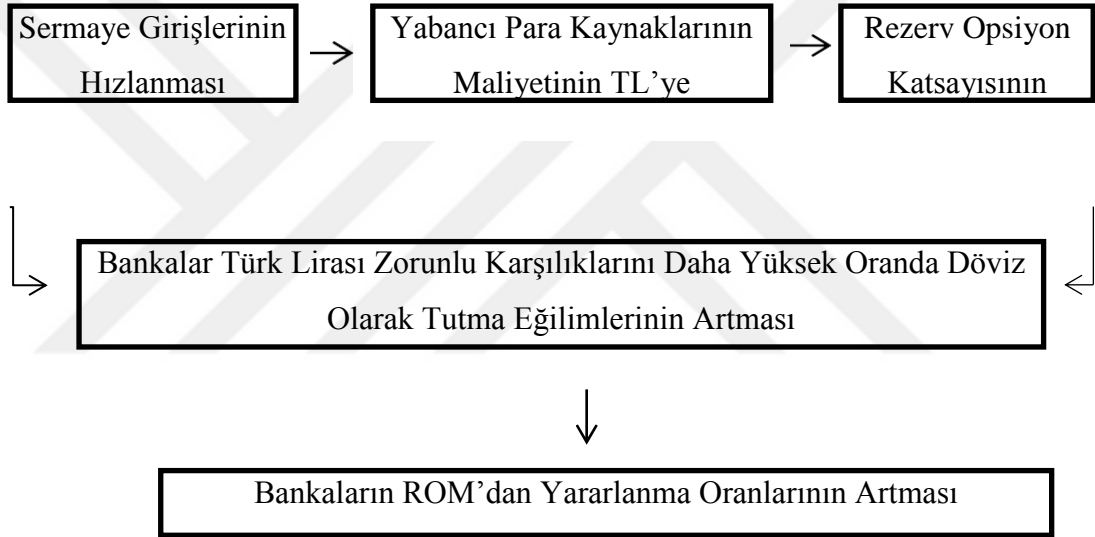 Sermaye Girişlerinin
Hızlanması
Yabancı Para Kaynaklarının
Maliyetinin TL’ye
Rezerv Opsiyon
Katsayısının
Bankalar Türk Lirası Zorunlu Karşılıklarını Daha Yüksek Oranda Döviz
Olarak Tutma Eğilimlerinin Artması
Bankaların ROM’dan Yararlanma Oranlarının Artması